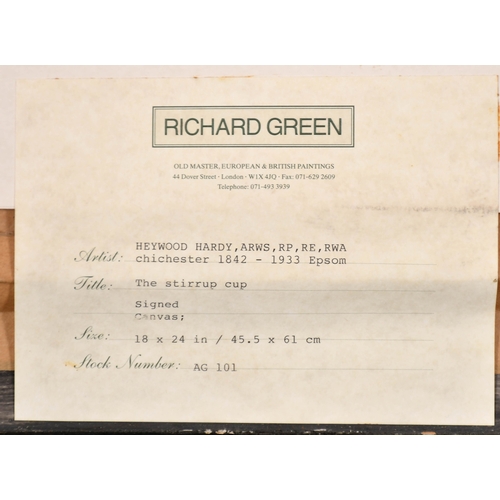 RICHARD GREEN
OLD MASTER, EUROPEAN & BRITISH PAINTINGS
44 Dover Street · London · W1X 4JQ · Fax: 071-629 2609
Telephone: 071-493 3939
HEYWOOD HARDY,ARWS,RP,RE,RWA
Artist: chichester 1842 - 1933 Epsom
Title: The stirrup cup
Signed
Canvas;
Size: 18 x 24 in / 45.5 x 61 cm
Stock Number: AG 101